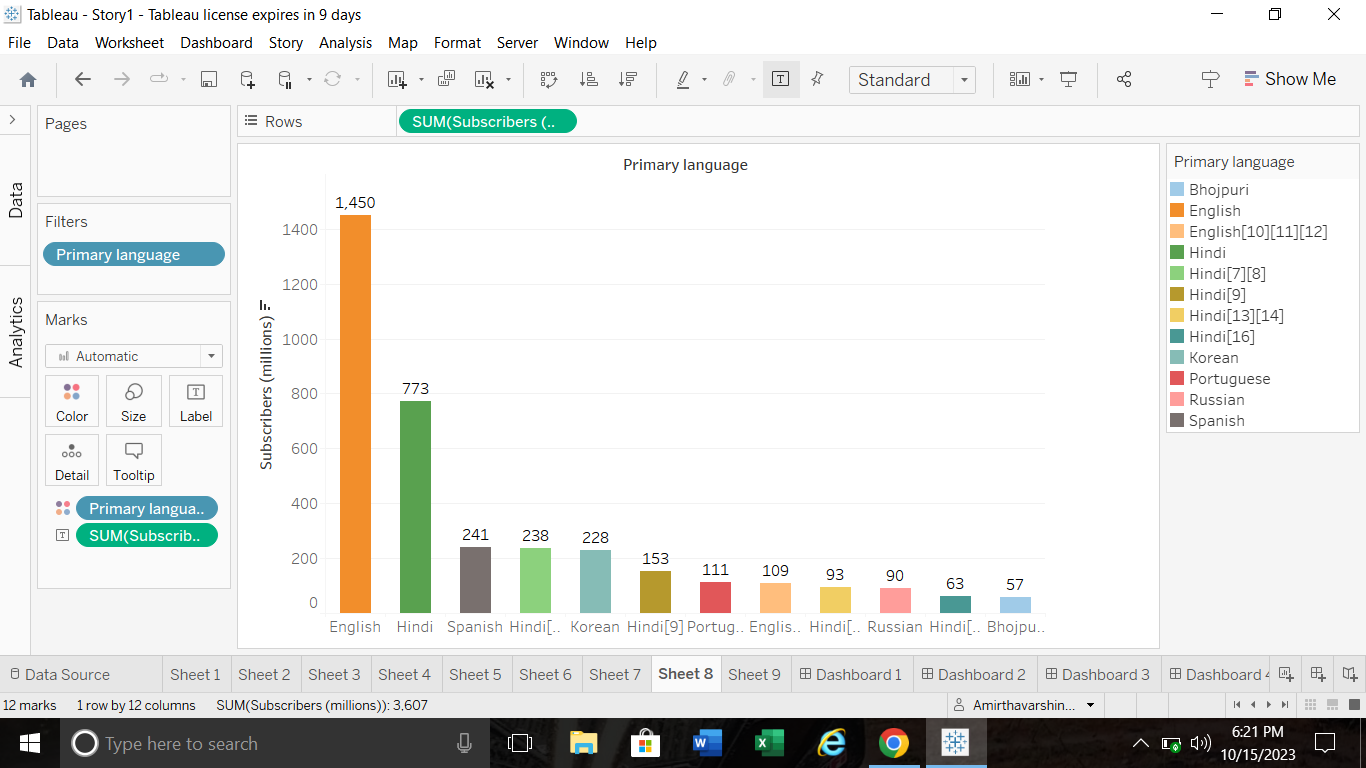 Tableau - Story1 - Tableau license expires in 9 days
File Data Worksheet Dashboard Story Analysis Map Format Server Window Help
Standard
Show Me
Data
Analytics
Pages
Filters
Primary language
Marks
Automatic
Color Size Label
Detail Tooltip
Primary langua..
SUM(Subscrib..
Rows SUM(Subscribers (..
Primary language
Subscribers (millions)
1400
1200
1000
800
600
400
200
0
1,450 773 241 238 228 153 111 109 93 90 63 57
English Hindi Spanish Hindi[.. Korean Hindi[9] Portug.. Englis.. Hindi[.. Russian Hindi[.. Bhojpu..
Primary language
Bhojpuri
English
English[10][11][12]
Hindi
Hindi[7][8]
Hindi[9]
Hindi[13][14]
Hindi[16]
Korean
Portuguese
Russian
Spanish
Data Source Sheet 1 Sheet 2 Sheet 3 Sheet 4 Sheet 5 Sheet 6 Sheet 7 Sheet 8 Sheet 9 Dashboard 1 Dashboard 2 Dashboard 3 Dashboard 4
12 marks 1 row by 12 columns SUM(Subscribers (millions)): 3,607 Amirthavarshin...
Type here to search
6:21 PM
10/15/2023